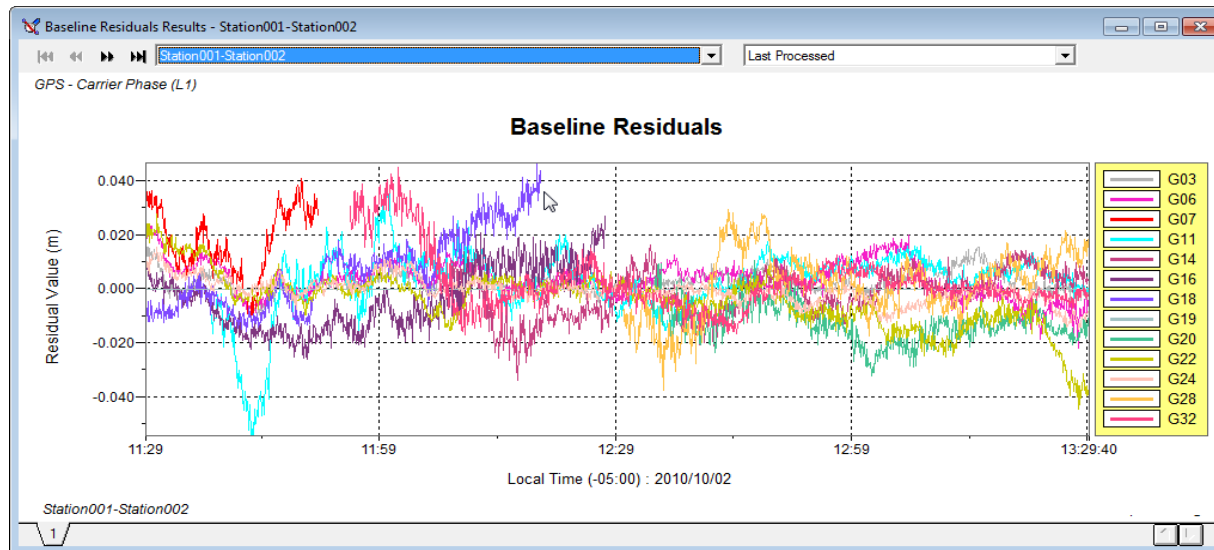 Baseline Residuals Results - Station001-Station002
Station001-Station002 Last Processed
GPS - Carrier Phase (L1)
Baseline Residuals
Residual Value (m)
0.040
0.020
0.000
-0.020
-0.040
11:29 11:59 12:29 12:59 13:29:40
Local Time (-05:00) : 2010/10/02
G03
G06
G07
G11
G14
G16
G18
G19
G20
G22
G24
G28
G32
Station001-Station002
1